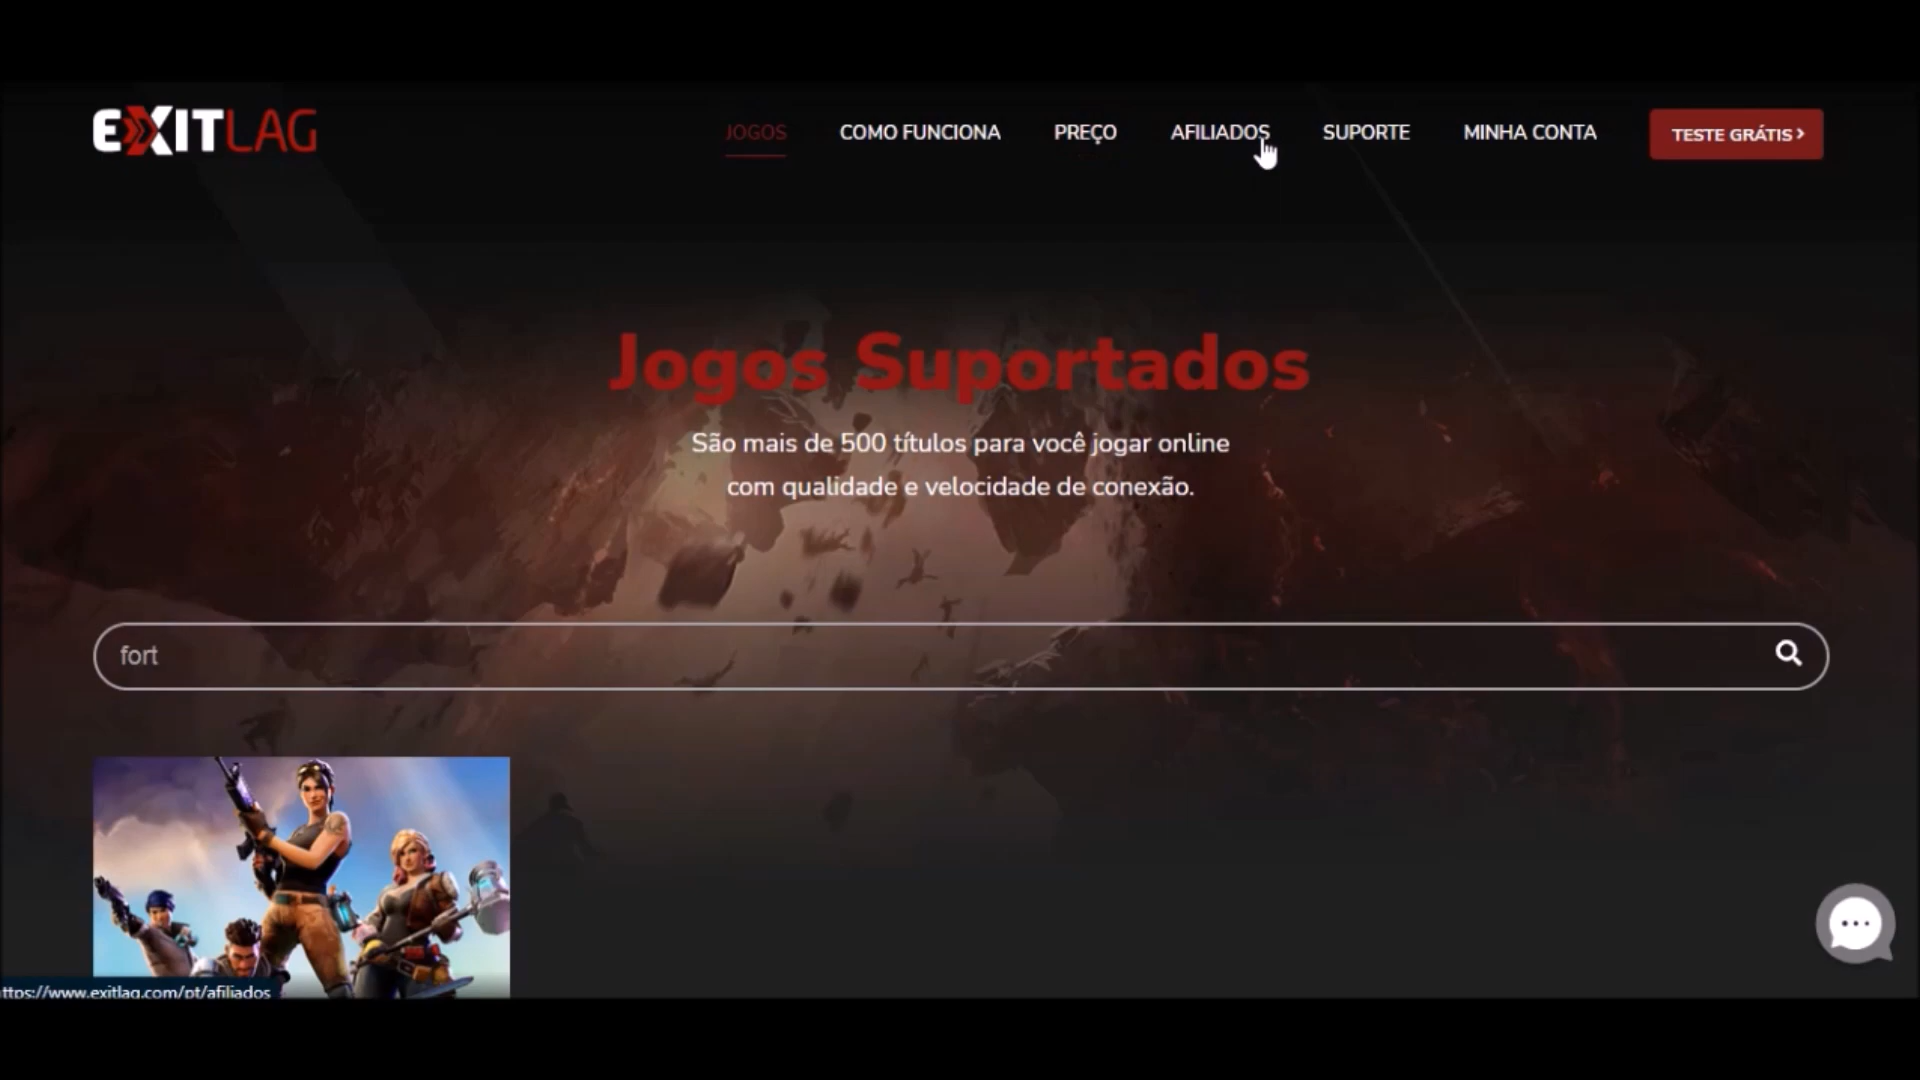 EXITLAG
JOGOS COMO FUNCIONA PREÇO AFILIADOS SUPORTE MINHA CONTA TESTE GRÁTIS
Jogos Suportados
São mais de 500 títulos para você jogar online
com qualidade e velocidade de conexão.
fort
ttps://www.exitlag.com/pt/afiliados